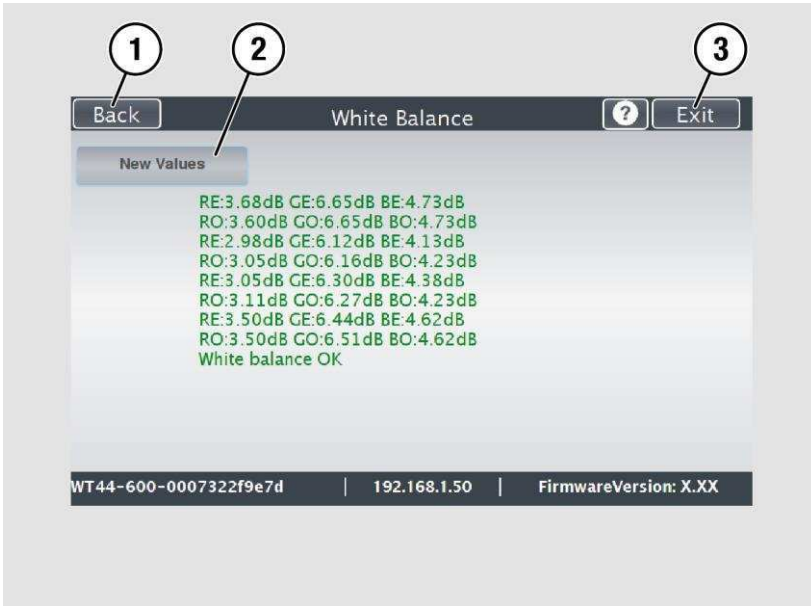 1 2 3
Back White Balance ? Exit
New Values
RE:3.68dB GE:6.65dB BE:4.73dB
RO:3.60dB GO:6.65dB BO:4.73dB
RE:2.98dB GE:6.12dB BE:4.13dB
RO:3.05dB GO:6.16dB BO:4.23dB
RE:3.05dB GE:6.30dB BE:4.38dB
RO:3.11dB GO:6.27dB BO:4.23dB
RE:3.50dB GE:6.44dB BE:4.62dB
RO:3.50dB GO:6.51dB BO:4.62dB
White balance OK
WT44-600-0007322f9e7d | 192.168.1.50 | FirmwareVersion: X.XX